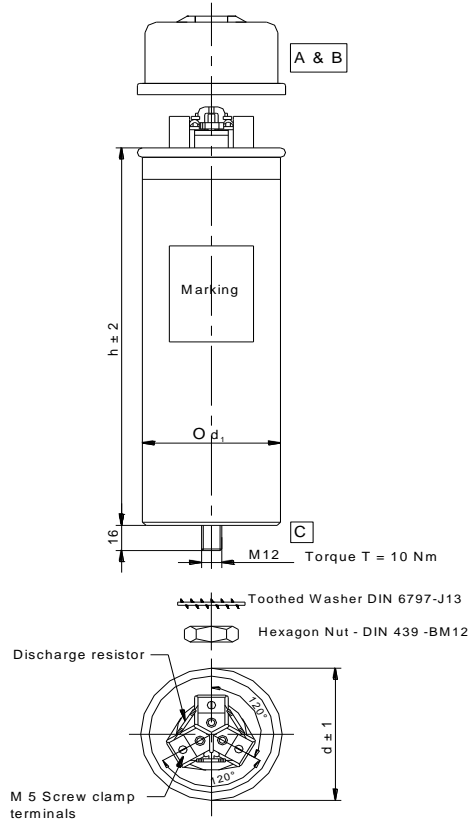 A & B
Marking
h ± 2
O d₁
16
C
M12
Torque T = 10 Nm
Toothed Washer DIN 6797-J13
Hexagon Nut - DIN 439 -BM12
Discharge resistor
120°
120°
d ± 1
M 5 Screw clamp
terminals